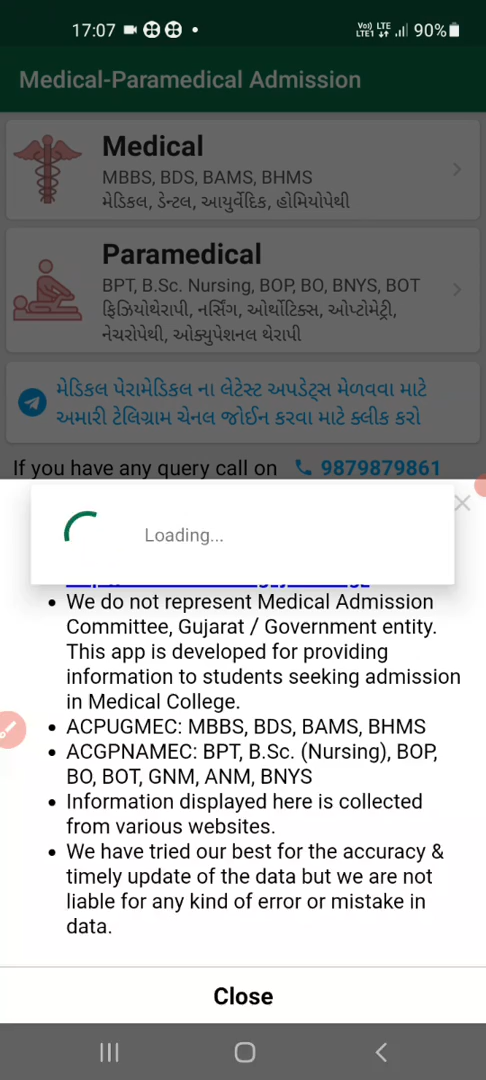 17:07
Vo) LTE
LTE1
90%
Medical-Paramedical Admission
Medical
MBBS, BDS, BAMS, BHMS
મેડિકલ, ડેન્ટલ, આયુર્વેદિક, હોમિયોપેથી
Paramedical
BPT, B.Sc. Nursing, BOP, BO, BNYS, BOT
ફિઝિયોથેરાપી, નર્સિંગ, ઓર્થોટિક્સ, ઓપ્ટોમેટ્રી,
નેચરોપેથી, ઓક્યુપેશનલ થેરાપી
મેડિકલ પેરામેડિકલ ના લેટેસ્ટ અપડેટ્સ મેળવવા માટે
અમારી ટેલિગ્રામ ચેનલ જોઈન કરવા માટે ક્લીક કરો
If you have any query call on 9879879861
Loading...
• We do not represent Medical Admission
Committee, Gujarat / Government entity.
This app is developed for providing
information to students seeking admission
in Medical College.
• ACPUGMEC: MBBS, BDS, BAMS, BHMS
• ACGPNAMEC: BPT, B.Sc. (Nursing), BOP,
BO, BOT, GNM, ANM, BNYS
• Information displayed here is collected
from various websites.
• We have tried our best for the accuracy &
timely update of the data but we are not
liable for any kind of error or mistake in
data.
Close